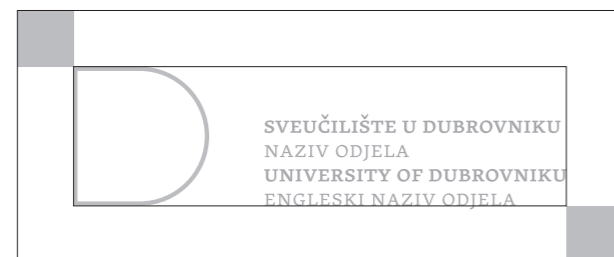 SVEUČILIŠTE U DUBROVNIKU
NAZIV ODJELA
UNIVERSITY OF DUBROVNIKU
ENGLESKI NAZIV ODJELA